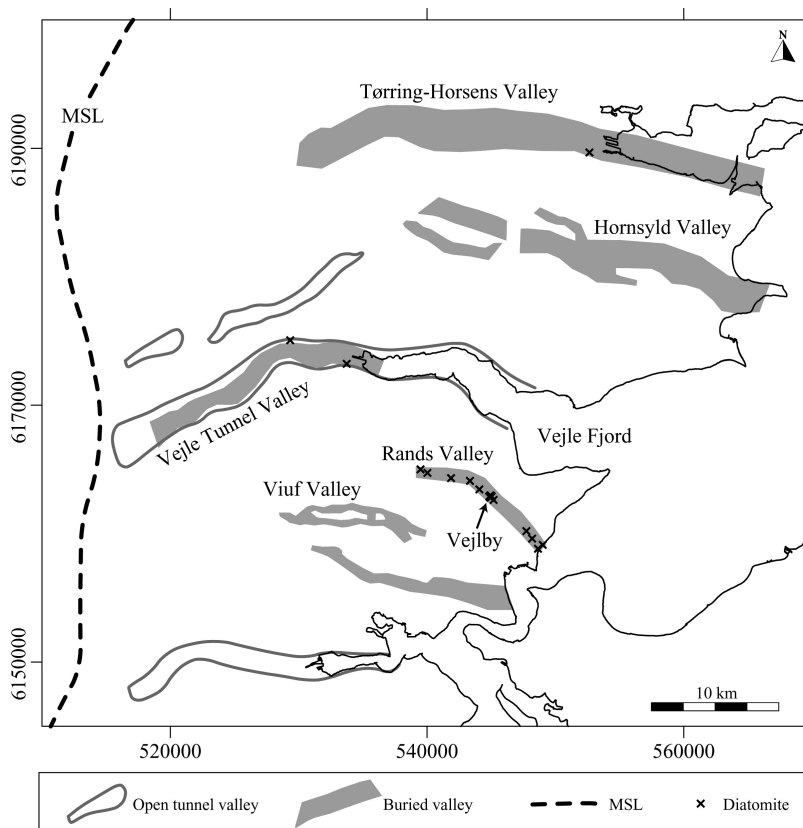 N
Tørring-Horsens Valley
MSL
6190000
Hornsyld Valley
6170000
Vejle Tunnel Valley
Vejle Fjord
Rands Valley
Viuf Valley
Vejlby
6150000
10 km
520000
540000
560000
Open tunnel valley
Buried valley
MSL
Diatomite